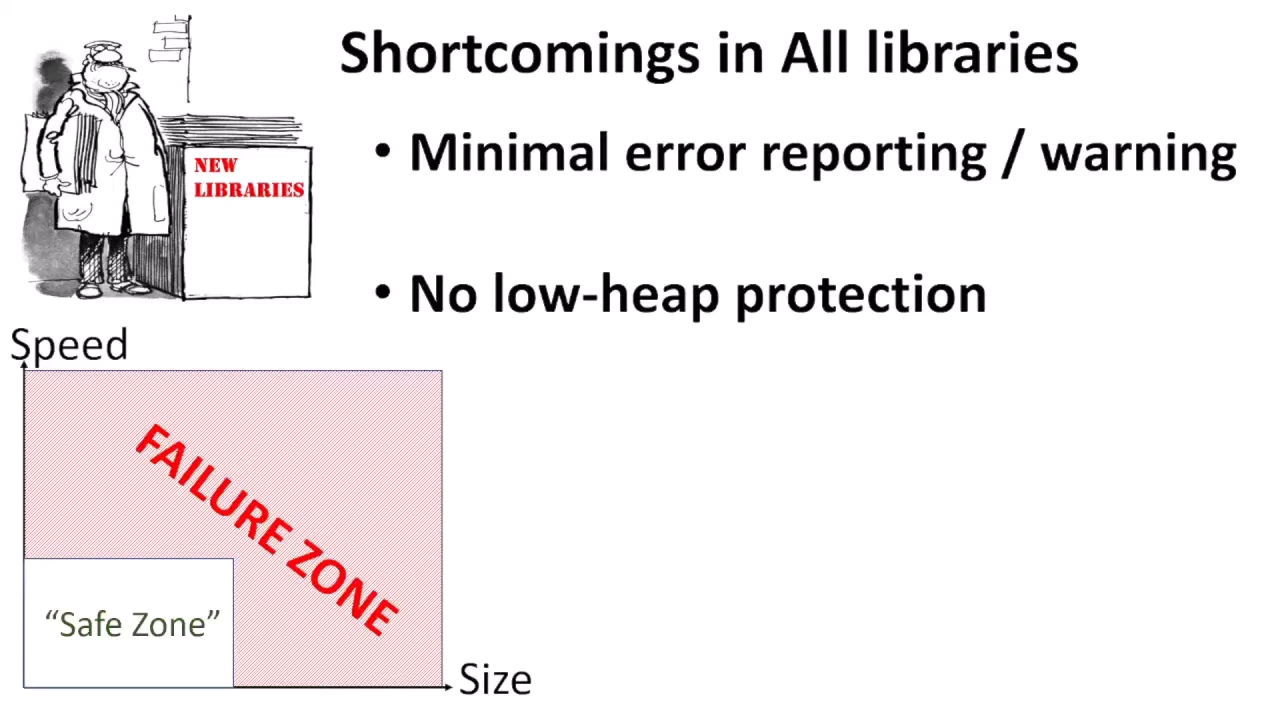 Shortcomings in All libraries
• Minimal error reporting / warning
NEW
LIBRARIES
• No low-heap protection
Speed
FAILURE ZONE
“Safe Zone”
Size